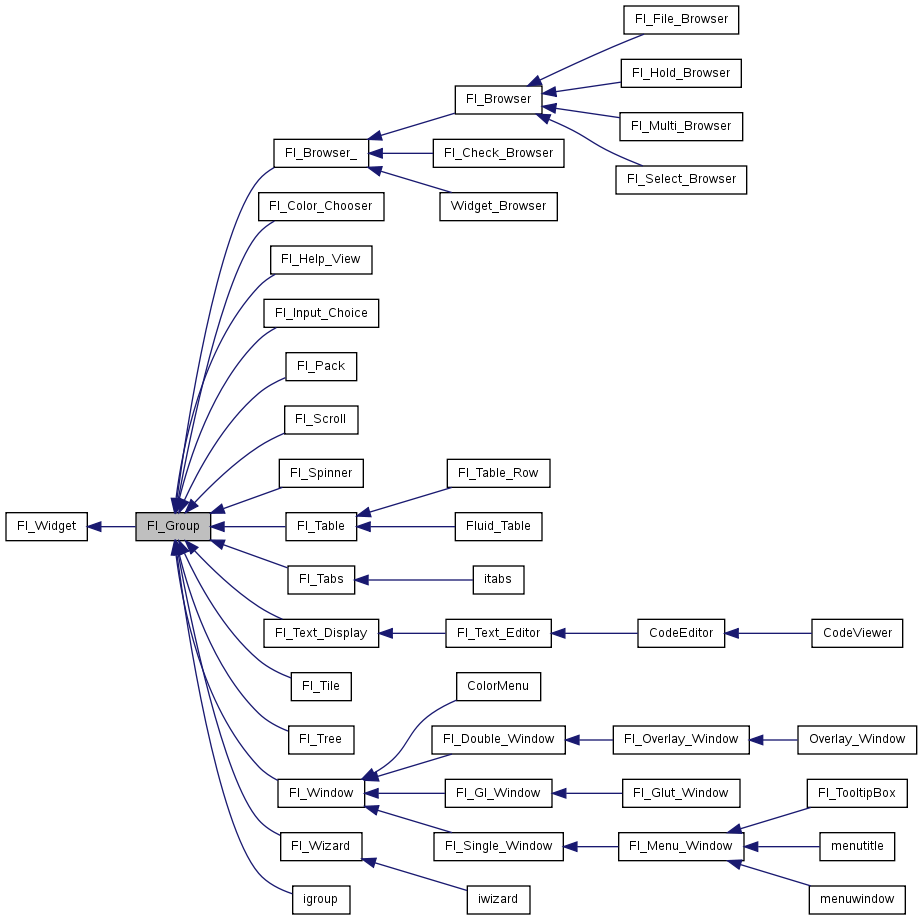 Fl_File_Browser
Fl_Hold_Browser
Fl_Browser
Fl_Multi_Browser
Fl_Browser_
Fl_Check_Browser
Fl_Select_Browser
Fl_Color_Chooser
Widget_Browser
Fl_Help_View
Fl_Input_Choice
Fl_Pack
Fl_Scroll
Fl_Spinner
Fl_Table_Row
Fl_Widget
Fl_Group
Fl_Table
Fluid_Table
Fl_Tabs
itabs
Fl_Text_Display
Fl_Text_Editor
CodeEditor
CodeViewer
Fl_Tile
ColorMenu
Fl_Tree
Fl_Double_Window
Fl_Overlay_Window
Overlay_Window
Fl_Window
Fl_Gl_Window
Fl_Glut_Window
Fl_TooltipBox
Fl_Wizard
Fl_Single_Window
Fl_Menu_Window
menutitle
igroup
iwizard
menuwindow